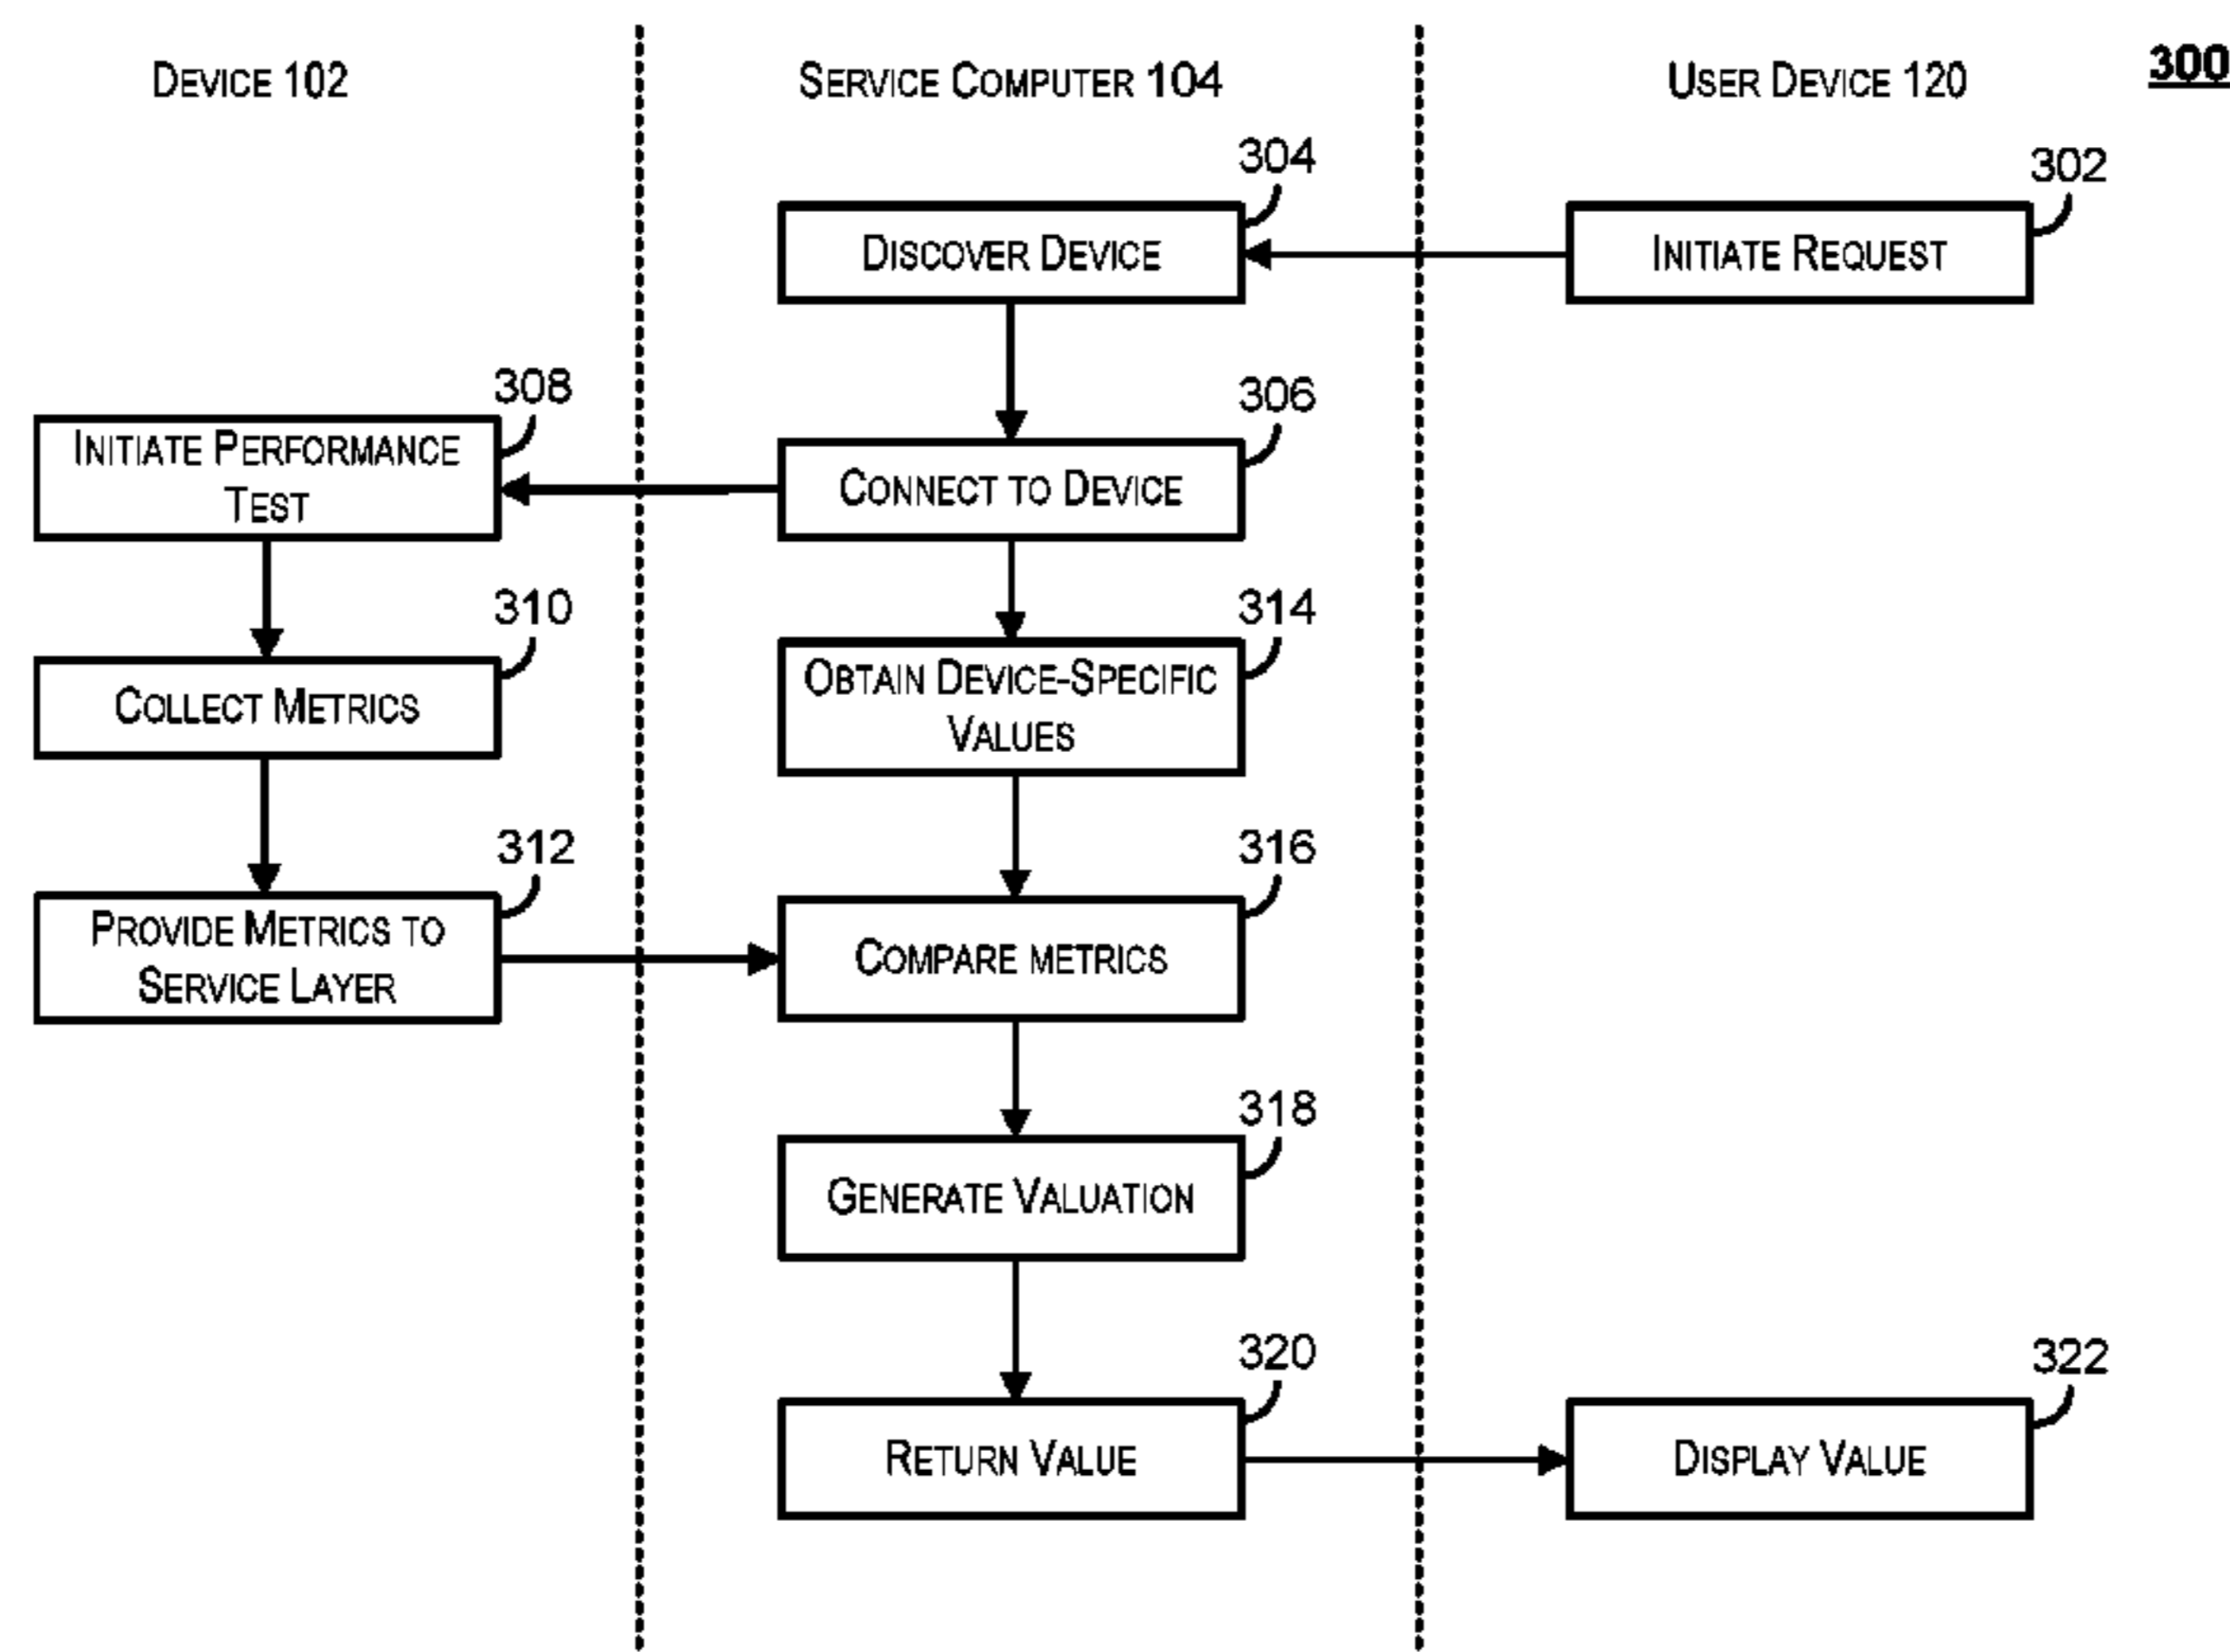 DEVICE 102
SERVICE COMPUTER 104
USER DEVICE 120
300
304
DISCOVER DEVICE
302
INITIATE REQUEST
308
INITIATE PERFORMANCE
TEST
306
CONNECT TO DEVICE
310
COLLECT METRICS
314
OBTAIN DEVICE-SPECIFIC
VALUES
312
PROVIDE METRICS TO
SERVICE LAYER
316
COMPARE METRICS
318
GENERATE VALUATION
320
RETURN VALUE
322
DISPLAY VALUE